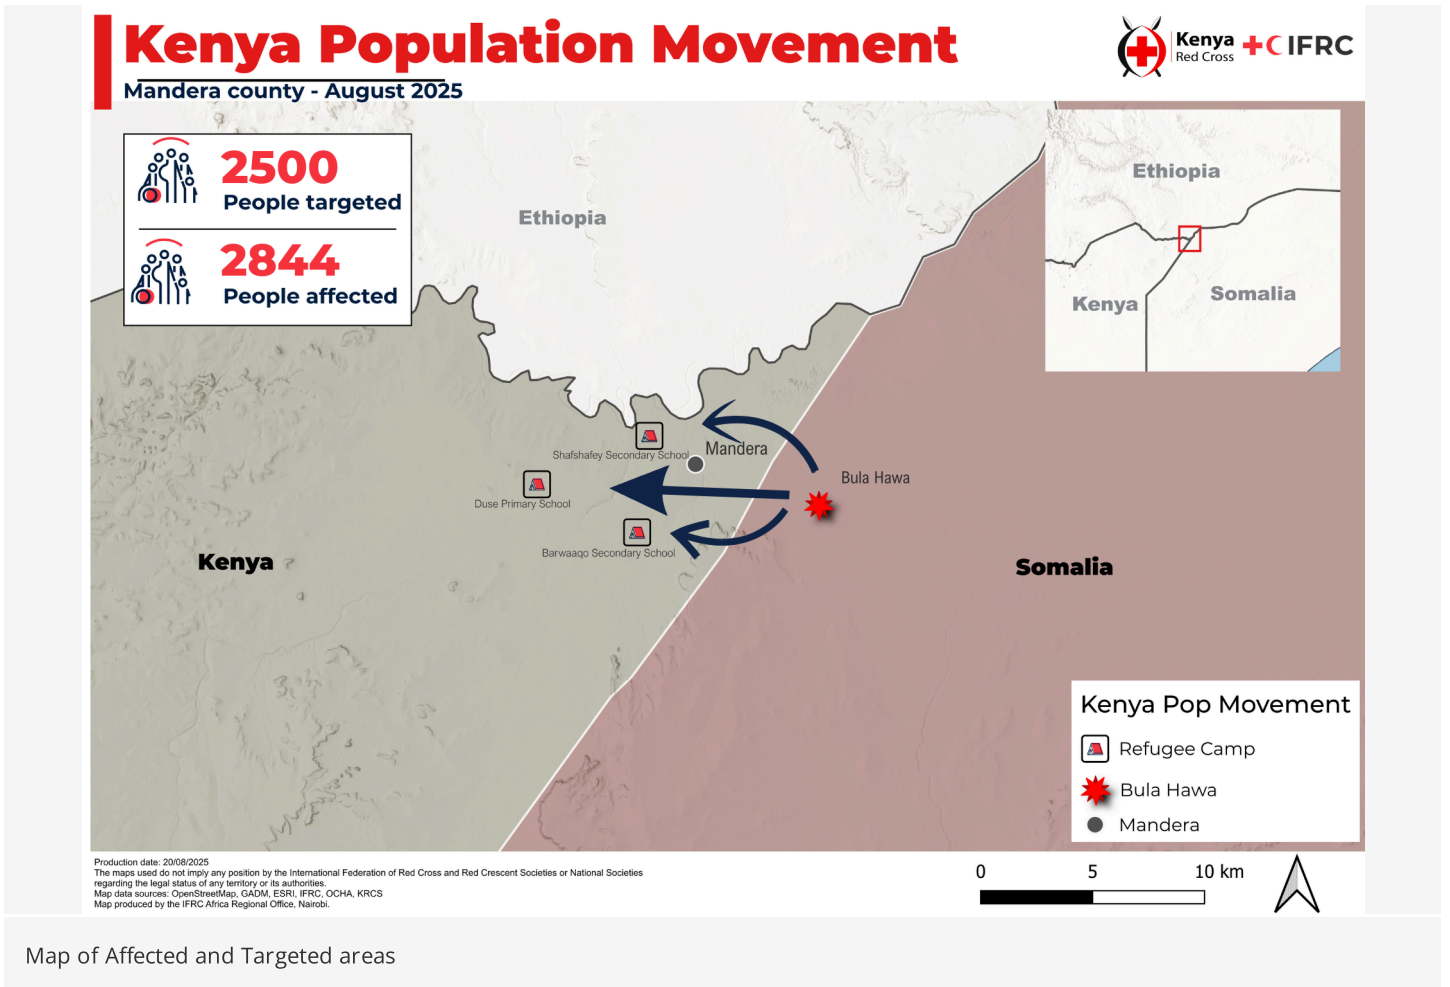 Kenya Population Movement
Mandera county - August 2025
Kenya
Red Cross
IFRC
2500
People targeted
2844
People affected
Ethiopia
Ethiopia
Kenya
Somalia
Shafshafey Secondary School
Mandera
Duse Primary School
Bula Hawa
Barwaaqo Secondary School
Kenya
Somalia
Kenya Pop Movement
Refugee Camp
Bula Hawa
Mandera
Production date: 20/08/2025
The maps used do not imply any position by the International Federation of Red Cross and Red Crescent Societies or National Societies
regarding the legal status of any territory or its authorities.
Map data sources: OpenStreetMap, GADM, ESRI, IFRC, OCHA, KRCS
Map produced by the IFRC Africa Regional Office, Nairobi.
0 5 10 km
Map of Affected and Targeted areas